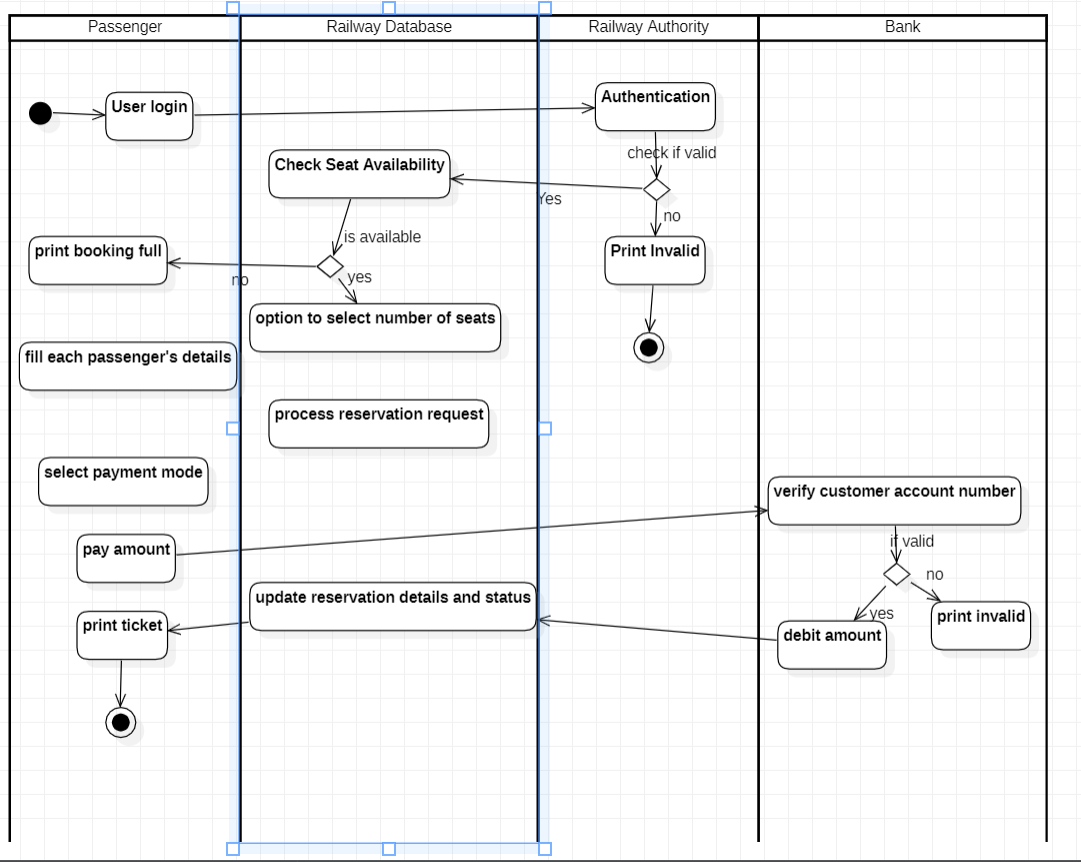 Passenger
Railway Database
Railway Authority
Bank
User login
Authentication
check if valid
Check Seat Availability
Yes
no
is available
print booking full
Print Invalid
no
yes
option to select number of seats
fill each passenger's details
process reservation request
select payment mode
verify customer account number
if valid
pay amount
no
update reservation details and status
yes
print invalid
print ticket
debit amount